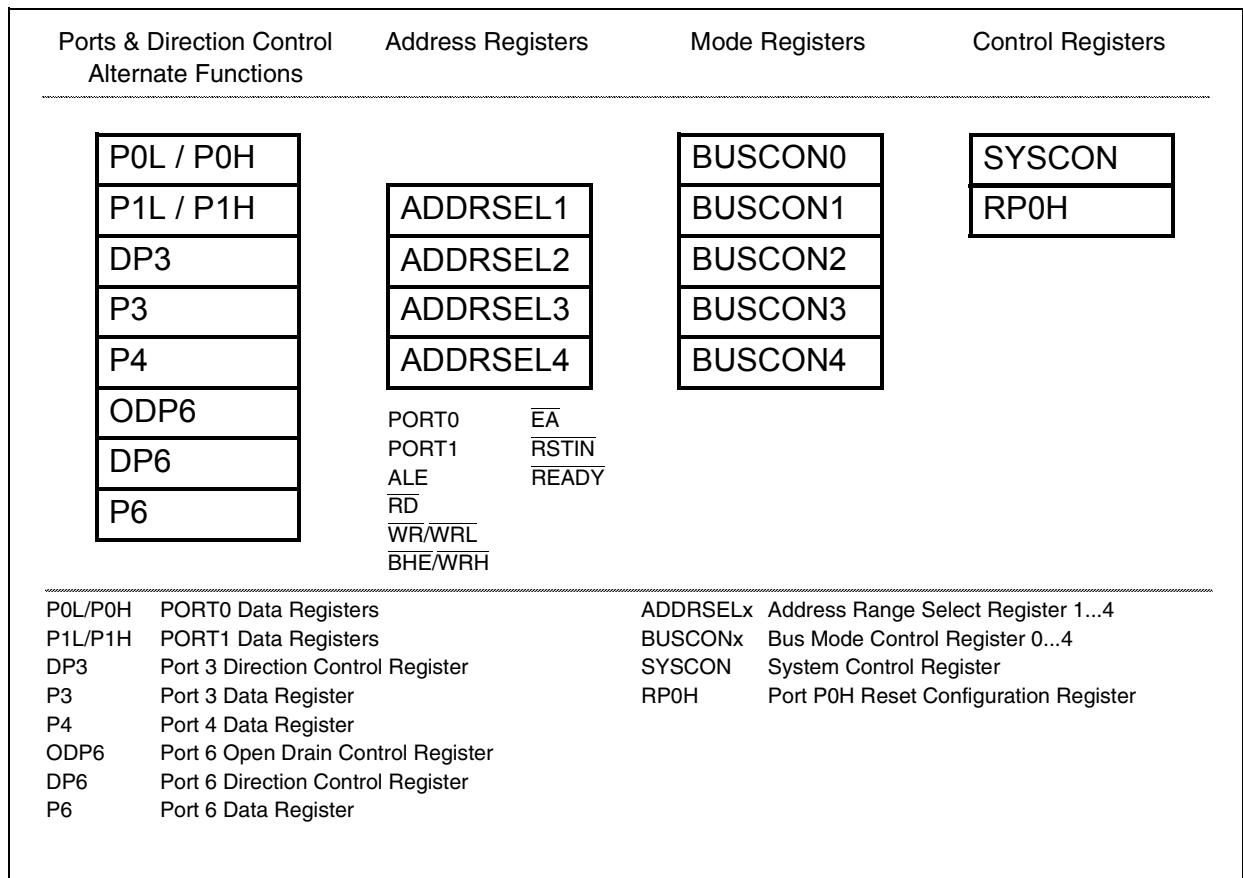 Ports & Direction Control
Alternate Functions
Address Registers
Mode Registers
Control Registers
P0L / P0H
P1L / P1H
DP3
P3
P4
ODP6
DP6
P6
ADDRSEL1
ADDRSEL2
ADDRSEL3
ADDRSEL4
PORT0
PORT1
ALE
RD
WR/WRL
BHE/WRH
EA
RSTIN
READY
BUSCON0
BUSCON1
BUSCON2
BUSCON3
BUSCON4
SYSCON
RP0H
P0L/P0H PORT0 Data Registers
P1L/P1H PORT1 Data Registers
DP3 Port 3 Direction Control Register
P3 Port 3 Data Register
P4 Port 4 Data Register
ODP6 Port 6 Open Drain Control Register
DP6 Port 6 Direction Control Register
P6 Port 6 Data Register
ADDRSELx Address Range Select Register 1...4
BUSCONx Bus Mode Control Register 0...4
SYSCON System Control Register
RP0H Port P0H Reset Configuration Register